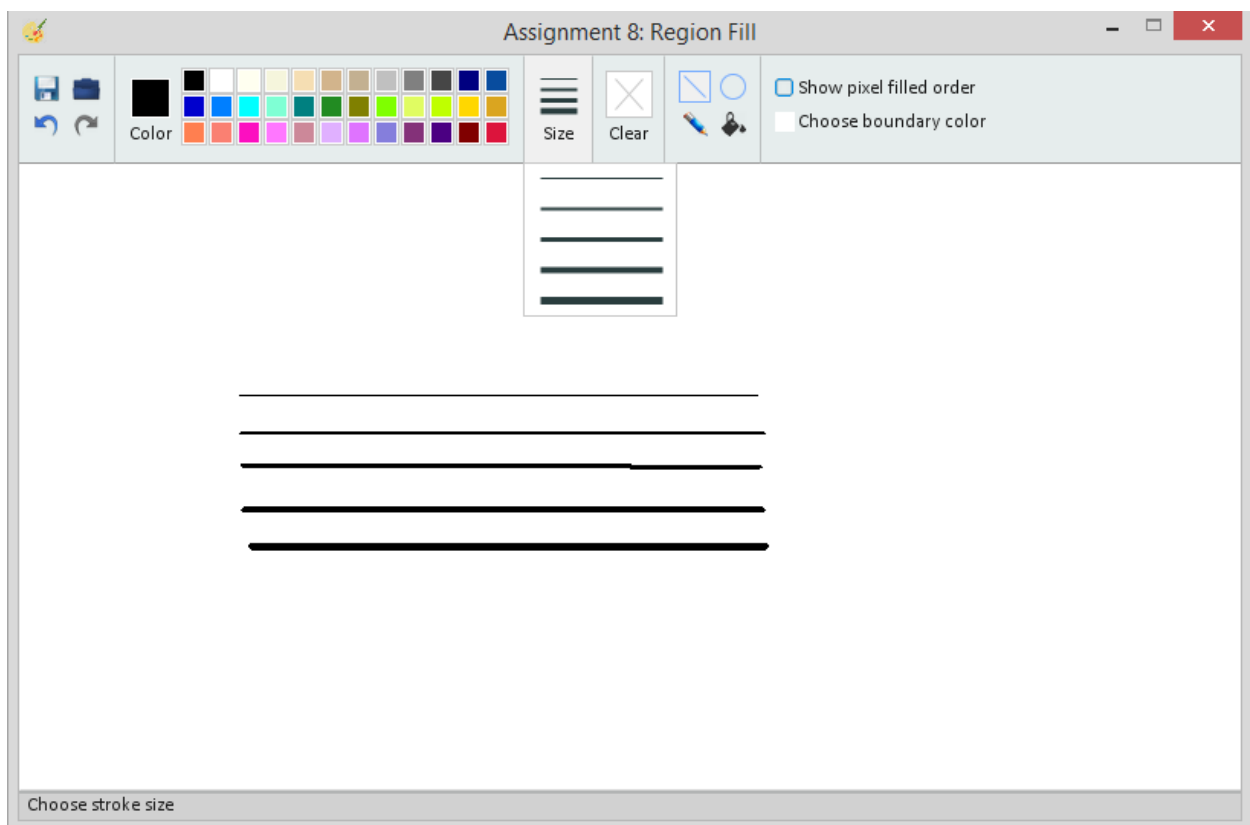 Assignment 8: Region Fill
Show pixel filled order
Choose boundary color
Color
Size
Clear
Choose stroke size